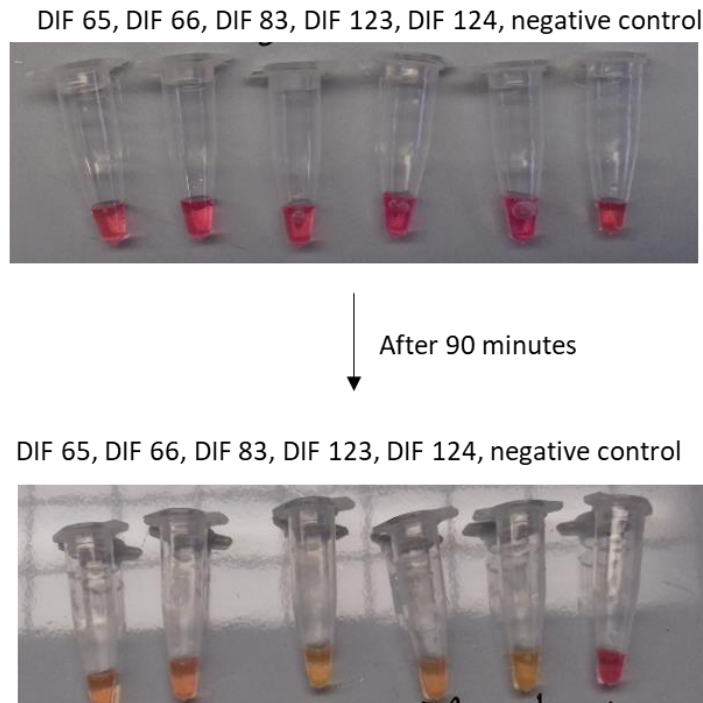 DIF 65, DIF 66, DIF 83, DIF 123, DIF 124, negative control
After 90 minutes
DIF 65, DIF 66, DIF 83, DIF 123, DIF 124, negative control